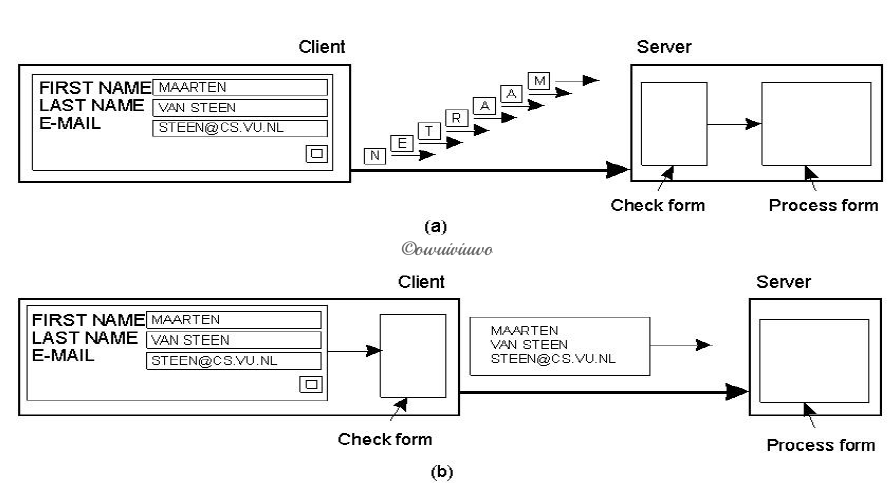 Client
Server
FIRST NAME MAARTEN
LAST NAME VAN STEEN
E-MAIL STEEN@CS.VU.NL
N E T R A A M
Check form
Process form
(a)
©owuiviuwo
Client
Server
FIRST NAME MAARTEN
LAST NAME VAN STEEN
E-MAIL STEEN@CS.VU.NL
MAARTEN
VAN STEEN
STEEN@CS.VU.NL
Check form
Process form
(b)